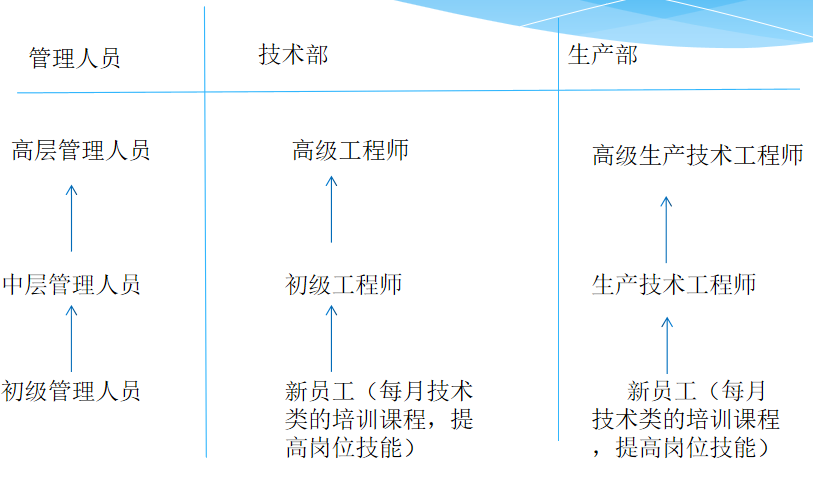 管理人员
技术部
生产部
高层管理人员
高级工程师
高级生产技术工程师
中层管理人员
初级工程师
生产技术工程师
初级管理人员
新员工（每月技术
类的培训课程，提
高岗位技能）
新员工（每月
技术类的培训课程
，提高岗位技能）